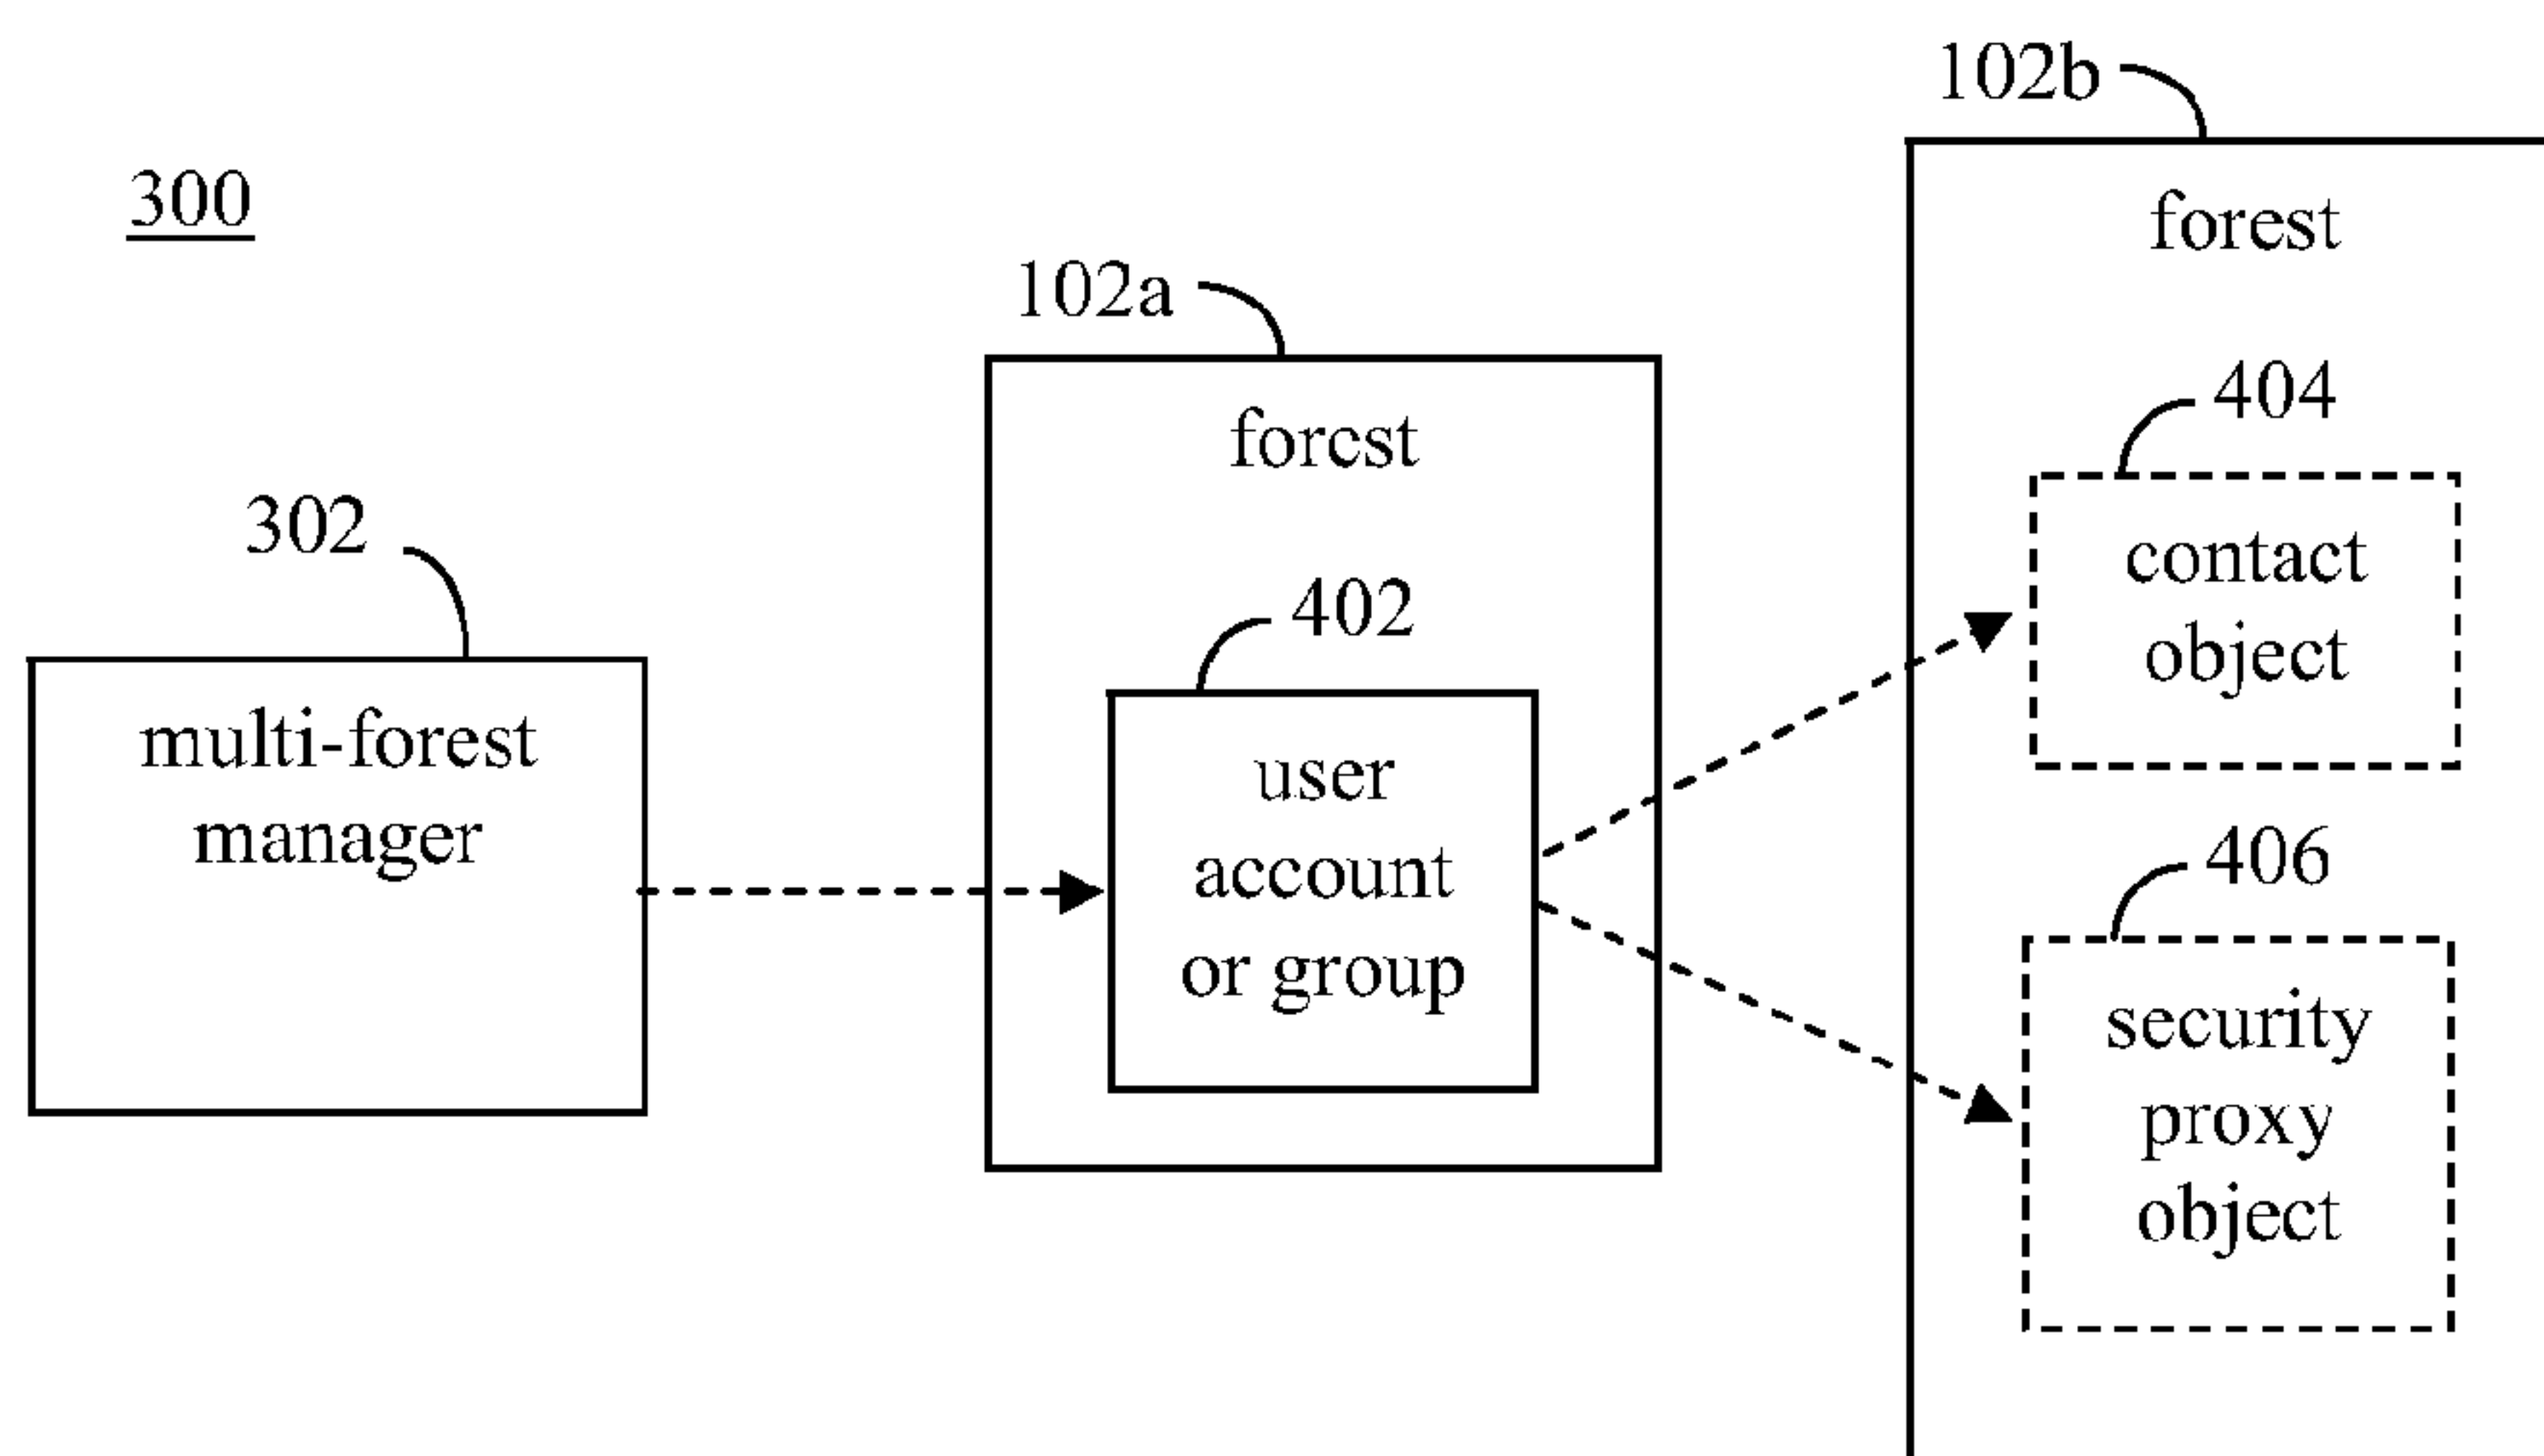 300
302
multi-forest
manager
102a
forest
402
user
account
or group
102b
forest
404
contact
object
406
security
proxy
object